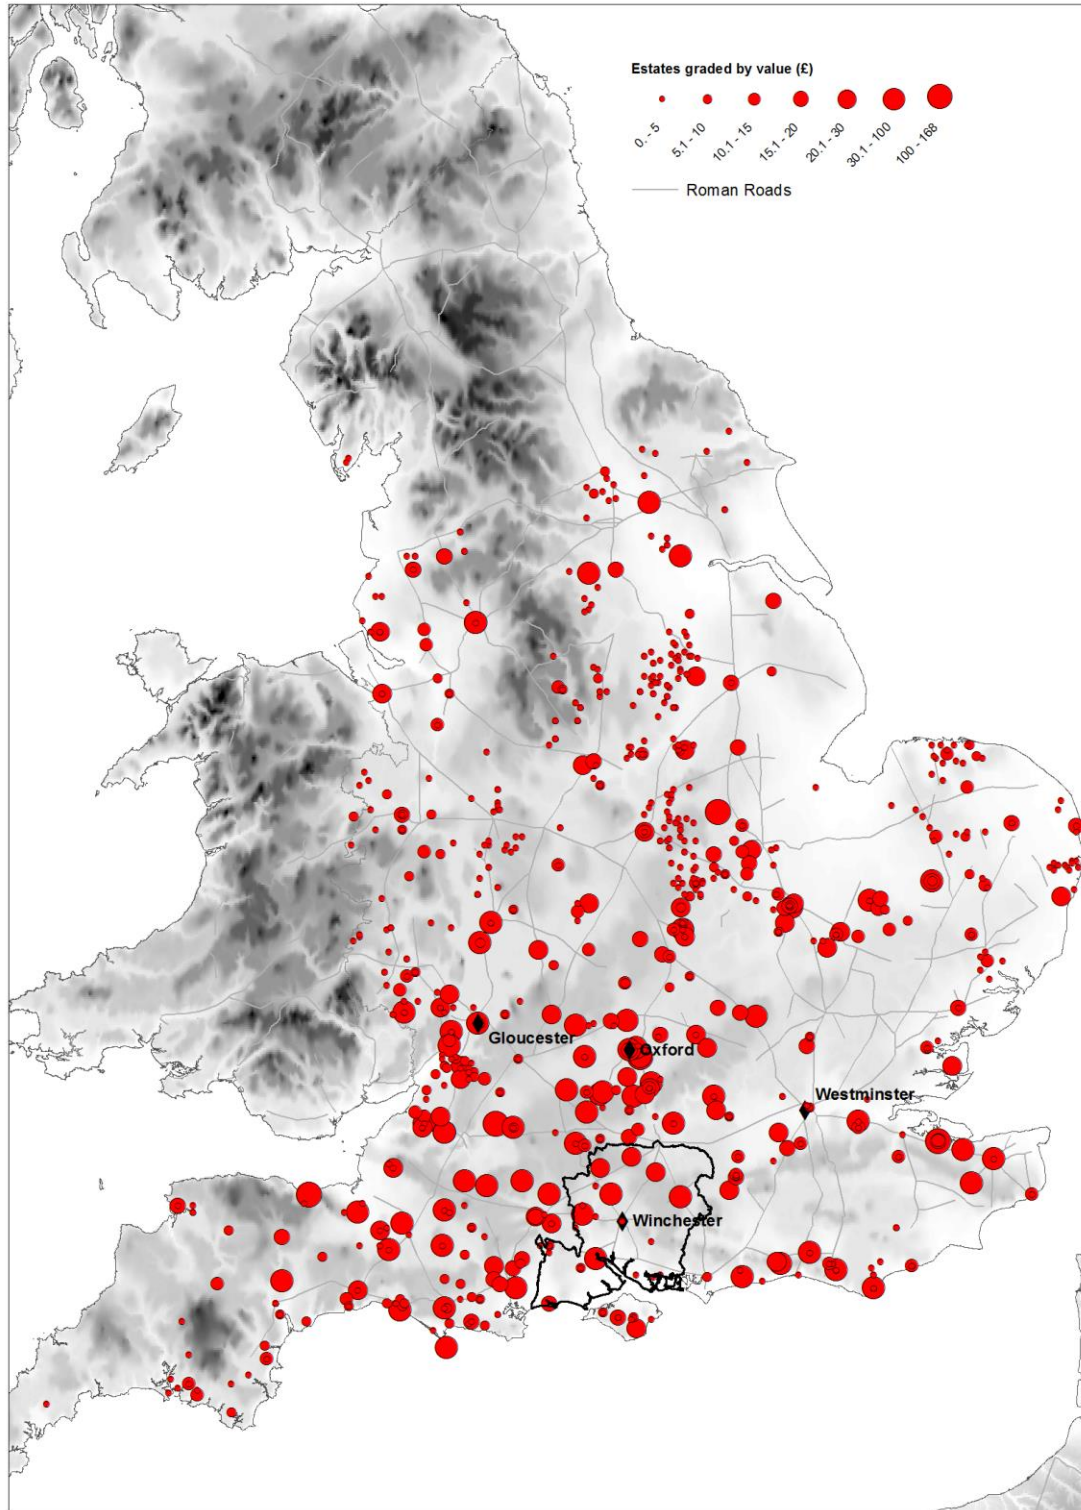 Estates graded by value (£)
0. - 5
5.1 - 10
10.1 - 15
15.1 - 20
20.1 - 30
30.1 - 100
100 - 168
Roman Roads
Gloucester
Oxford
Westminster
Winchester